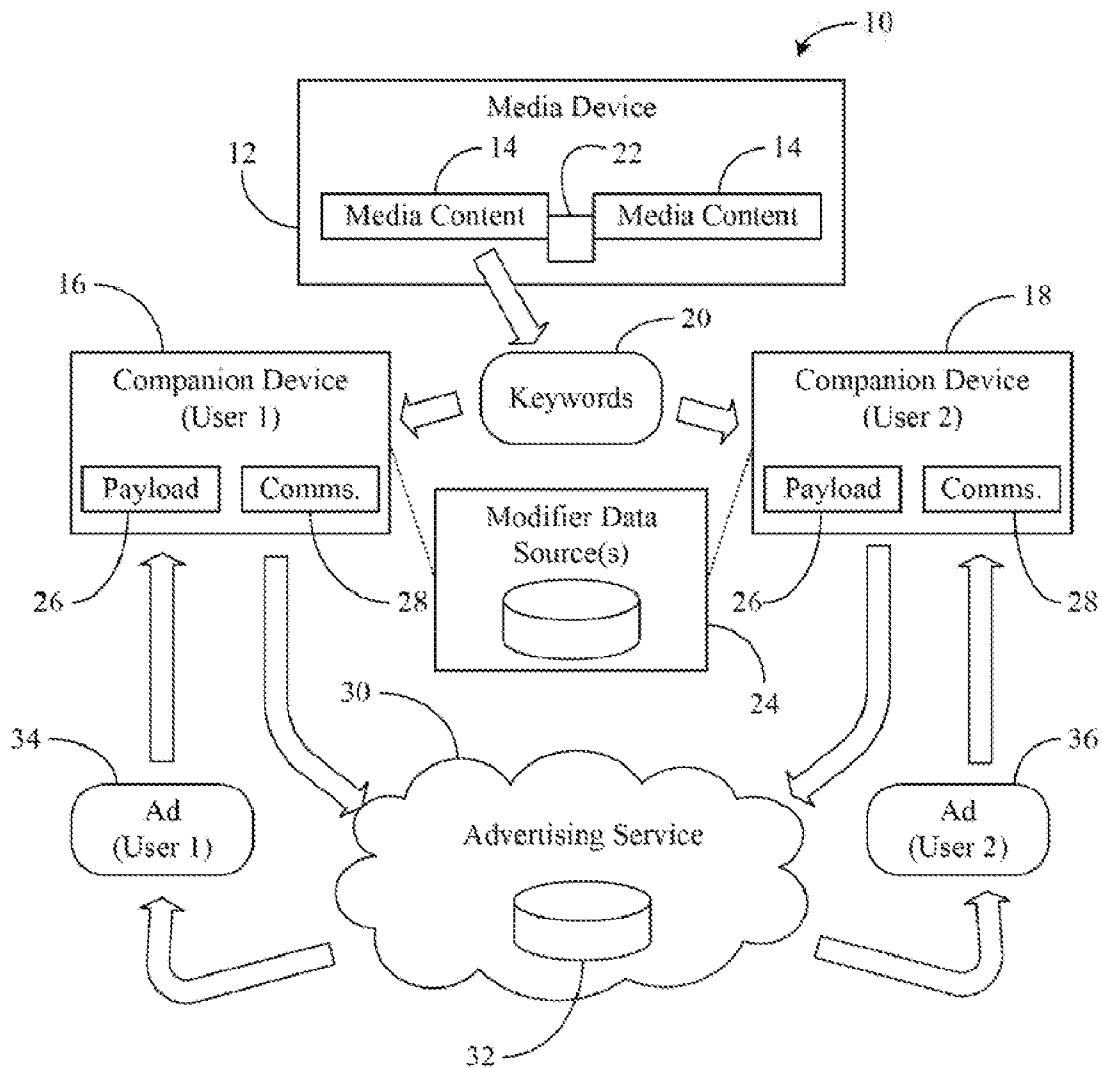 10
Media Device
12
14
22
14
Media Content
Media Content
16
20
18
Companion Device
(User 1)
Keywords
Companion Device
(User 2)
Payload
Comms.
Modifier Data
Source(s)
Payload
Comms.
26
28
26
28
24
30
34
36
Ad
(User 1)
Advertising Service
Ad
(User 2)
32